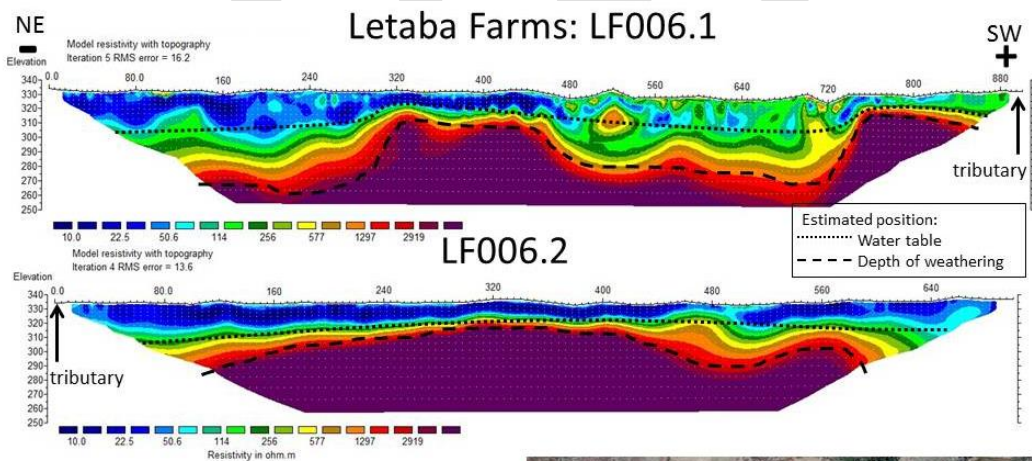 Letaba Farms: LF006.1
NE
SW
Model resistivity with topography
Iteration 5 RMS error = 16.2
Elevation
0.0 80 160 240 320 400 480 560 640 720 800 880
340
330
320
310
300
290
280
270
260
250
tributary
10.0 22.5 50.6 114 256 577 1297 2919
Estimated position:
Water table
Depth of weathering
LF006.2
Model resistivity with topography
Iteration 4 RMS error = 13.6
Elevation
0.0 80.0 160 240 320 400 480 560 640
340
330
320
310
300
290
280
270
260
250
tributary
10.0 22.5 50.6 114 256 577 1297 2919
Resistivity in ohm.m